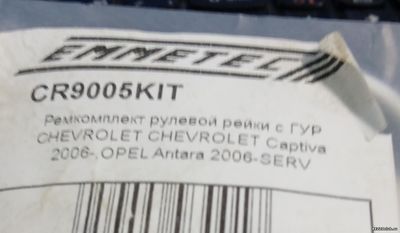 EMMETEC
CR9005KIT
Ремкомплект рулевой рейки с ГУР
CHEVROLET CHEVROLET Captiva
2006-, OPEL Antara 2006-SERV